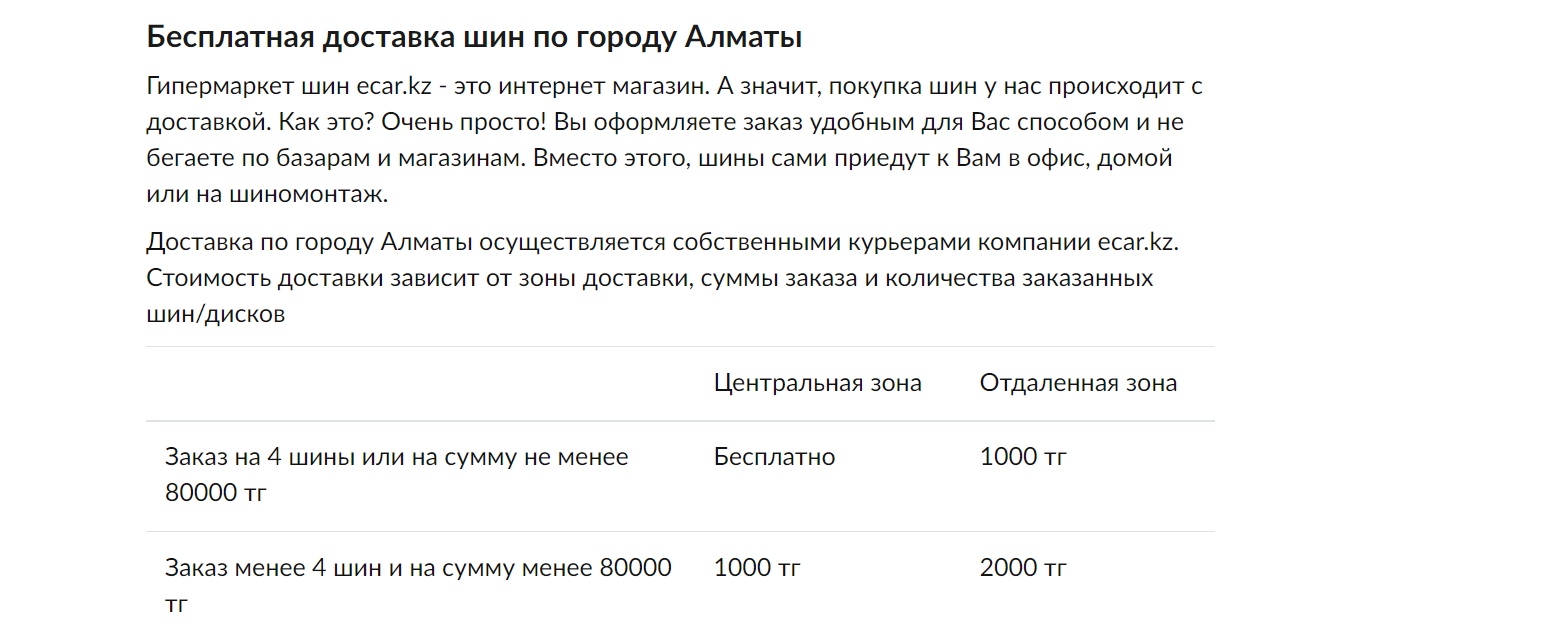 Бесплатная доставка шин по городу Алматы
Гипермаркет шин ecar.kz - это интернет магазин. А значит, покупка шин у нас происходит с
доставкой. Как это? Очень просто! Вы оформляете заказ удобным для Вас способом и не
бегаете по базарам и магазинам. Вместо этого, шины сами приедут к Вам в офис, домой
или на шиномонтаж.
Доставка по городу Алматы осуществляется собственными курьерами компании ecar.kz.
Стоимость доставки зависит от зоны доставки, суммы заказа и количества заказанных
шин/дисков
Центральная зона Отдаленная зона
Заказ на 4 шины или на сумму не менее Бесплатно 1000 тг
80000 тг
Заказ менее 4 шин и на сумму менее 80000 1000 тг 2000 тг
тг